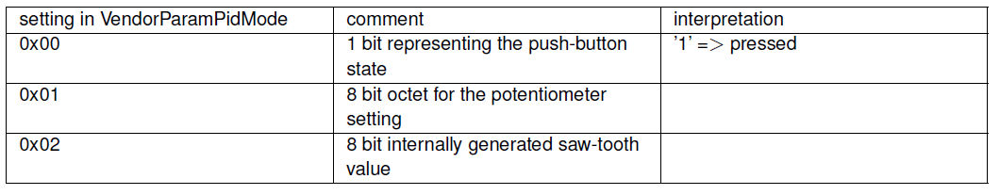 setting in VendorParamPidMode comment interpretation
0x00 1 bit representing the push-button '1' => pressed
state
0x01 8 bit octet for the potentiometer
setting
0x02 8 bit internally generated saw-tooth
value